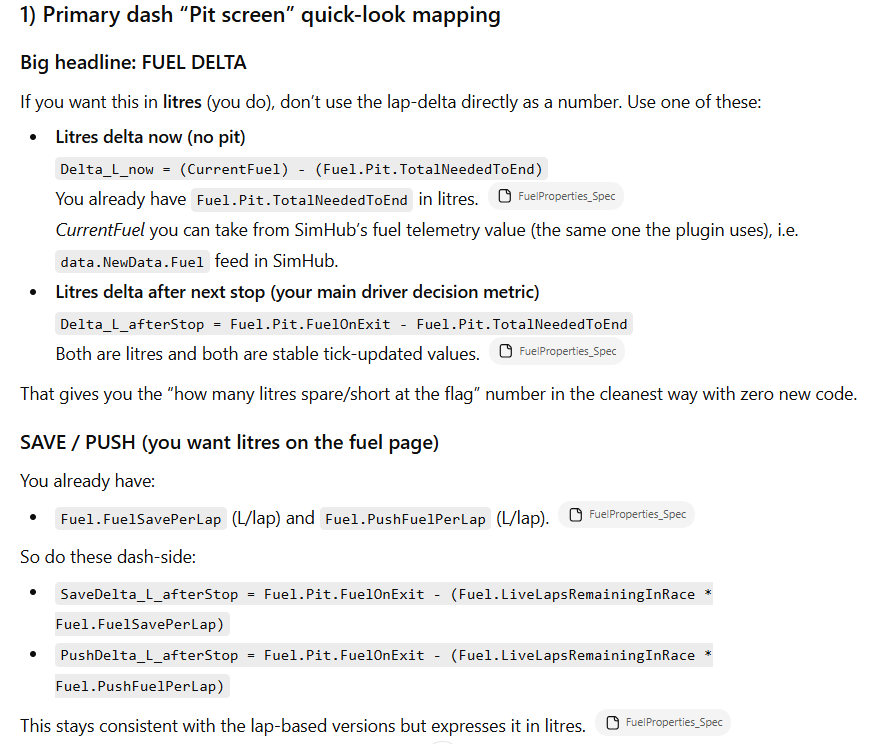 1) Primary dash “Pit screen” quick-look mapping
Big headline: FUEL DELTA
If you want this in litres (you do), don’t use the lap-delta directly as a number. Use one of these:
• Litres delta now (no pit)
Delta_L_now = (CurrentFuel) - (Fuel.Pit.TotalNeededToEnd)
You already have Fuel.Pit.TotalNeededToEnd in litres. FuelProperties_Spec
CurrentFuel you can take from SimHub’s fuel telemetry value (the same one the plugin uses), i.e.
data.NewData.Fuel feed in SimHub.
• Litres delta after next stop (your main driver decision metric)
Delta_L_afterStop = Fuel.Pit.FuelOnExit - Fuel.Pit.TotalNeededToEnd
Both are litres and both are stable tick-updated values. FuelProperties_Spec
That gives you the “how many litres spare/short at the flag” number in the cleanest way with zero new code.
SAVE / PUSH (you want litres on the fuel page)
You already have:
• Fuel.FuelSavePerLap (L/lap) and Fuel.PushFuelPerLap (L/lap). FuelProperties_Spec
So do these dash-side:
• SaveDelta_L_afterStop = Fuel.Pit.FuelOnExit - (Fuel.LiveLapsRemainingInRace *
Fuel.FuelSavePerLap)
• PushDelta_L_afterStop = Fuel.Pit.FuelOnExit - (Fuel.LiveLapsRemainingInRace *
Fuel.PushFuelPerLap)
This stays consistent with the lap-based versions but expresses it in litres. FuelProperties_Spec